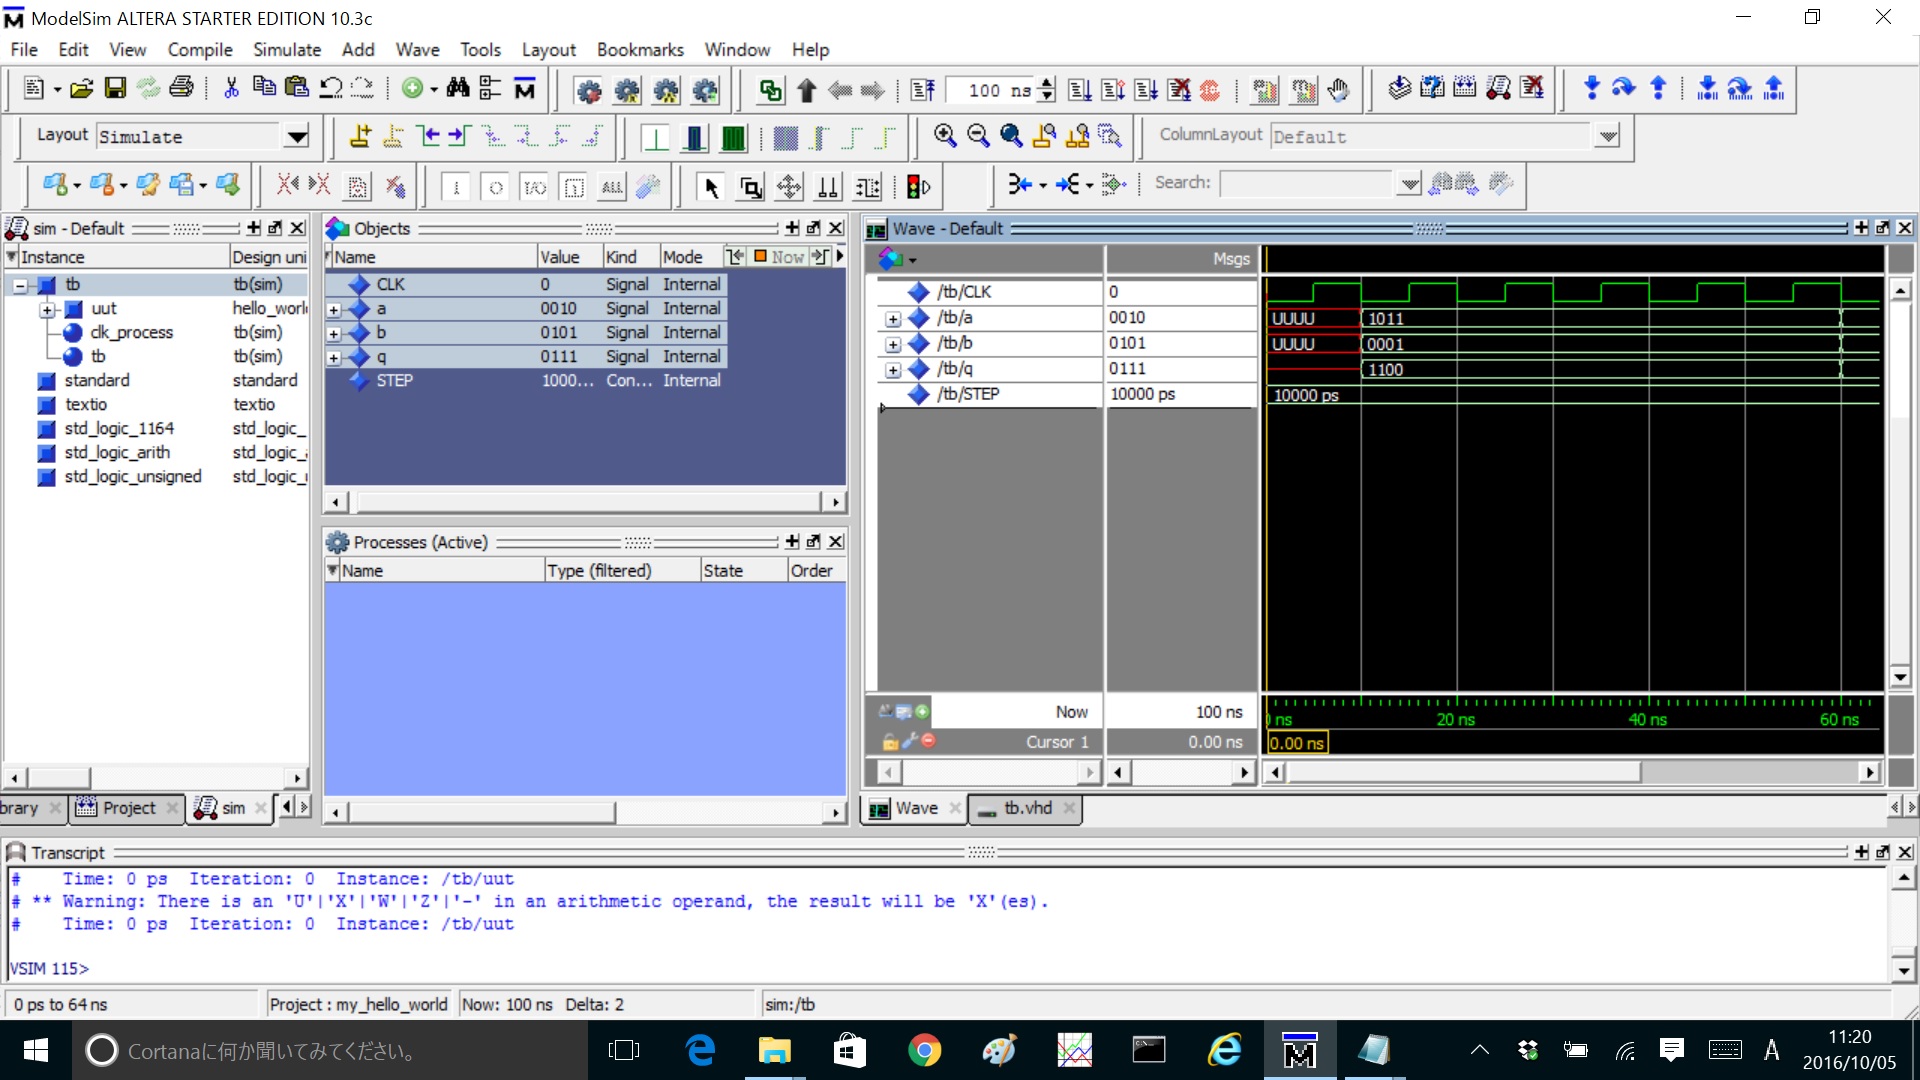 ModelSim ALTERA STARTER EDITION 10.3c
File Edit View Compile Simulate Add Wave Tools Layout Bookmarks Window Help
100 ns
Layout Simulate
ColumnLayout Default
Search:
sim - Default
Instance Design uni
tb tb(sim)
uut hello_worl
clk_process tb(sim)
tb tb(sim)
standard standard
textio textio
std_logic_1164 std_logic_
std_logic_arith std_logic_
std_logic_unsigned std_logic_
brary Project sim
Objects
Name Value Kind Mode Now
CLK 0 Signal Internal
a 0010 Signal Internal
b 0101 Signal Internal
q 0111 Signal Internal
STEP 1000... Con... Internal
Processes (Active)
Name Type (filtered) State Order
Wave - Default
Msgs
/tb/CLK 0
/tb/a 0010 UUUU 1011
/tb/b 0101 UUUU 0001
/tb/q 0111 1100
/tb/STEP 10000 ps 10000 ps
Now 100 ns ns 20 ns 40 ns 60 ns
Cursor 1 0.00 ns 0.00 ns
Wave tb.vhd
Transcript
# Time: 0 ps Iteration: 0 Instance: /tb/uut
# ** Warning: There is an 'U'|'X'|'W'|'Z'|'-' in an arithmetic operand, the result will be 'X'(es).
# Time: 0 ps Iteration: 0 Instance: /tb/uut
VSIM 115>
0 ps to 64 ns Project : my_hello_world Now: 100 ns Delta: 2 sim:/tb
Cortanaに何か聞いてみてください。
A
11:20
2016/10/05